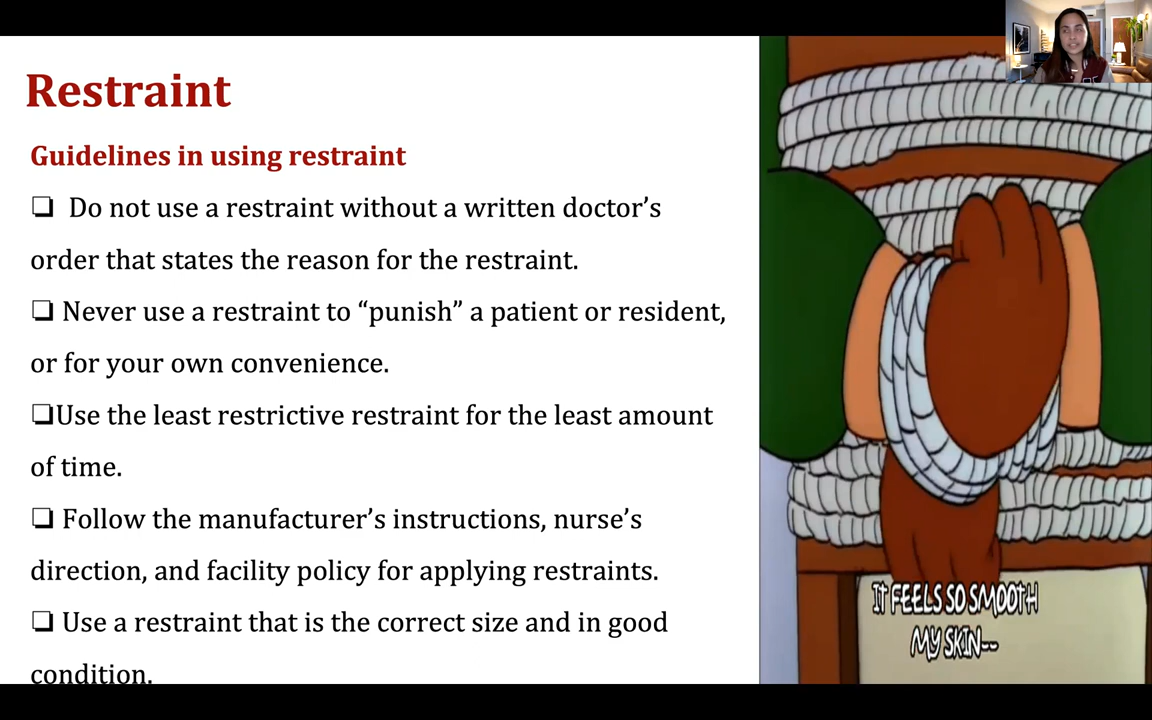 Restraint
Guidelines in using restraint
❏ Do not use a restraint without a written doctor’s
order that states the reason for the restraint.
❏ Never use a restraint to “punish” a patient or resident,
or for your own convenience.
❏Use the least restrictive restraint for the least amount
of time.
❏ Follow the manufacturer’s instructions, nurse’s
direction, and facility policy for applying restraints.
❏ Use a restraint that is the correct size and in good
condition.
IT FEELS SO SMOOTH
MY SKIN--